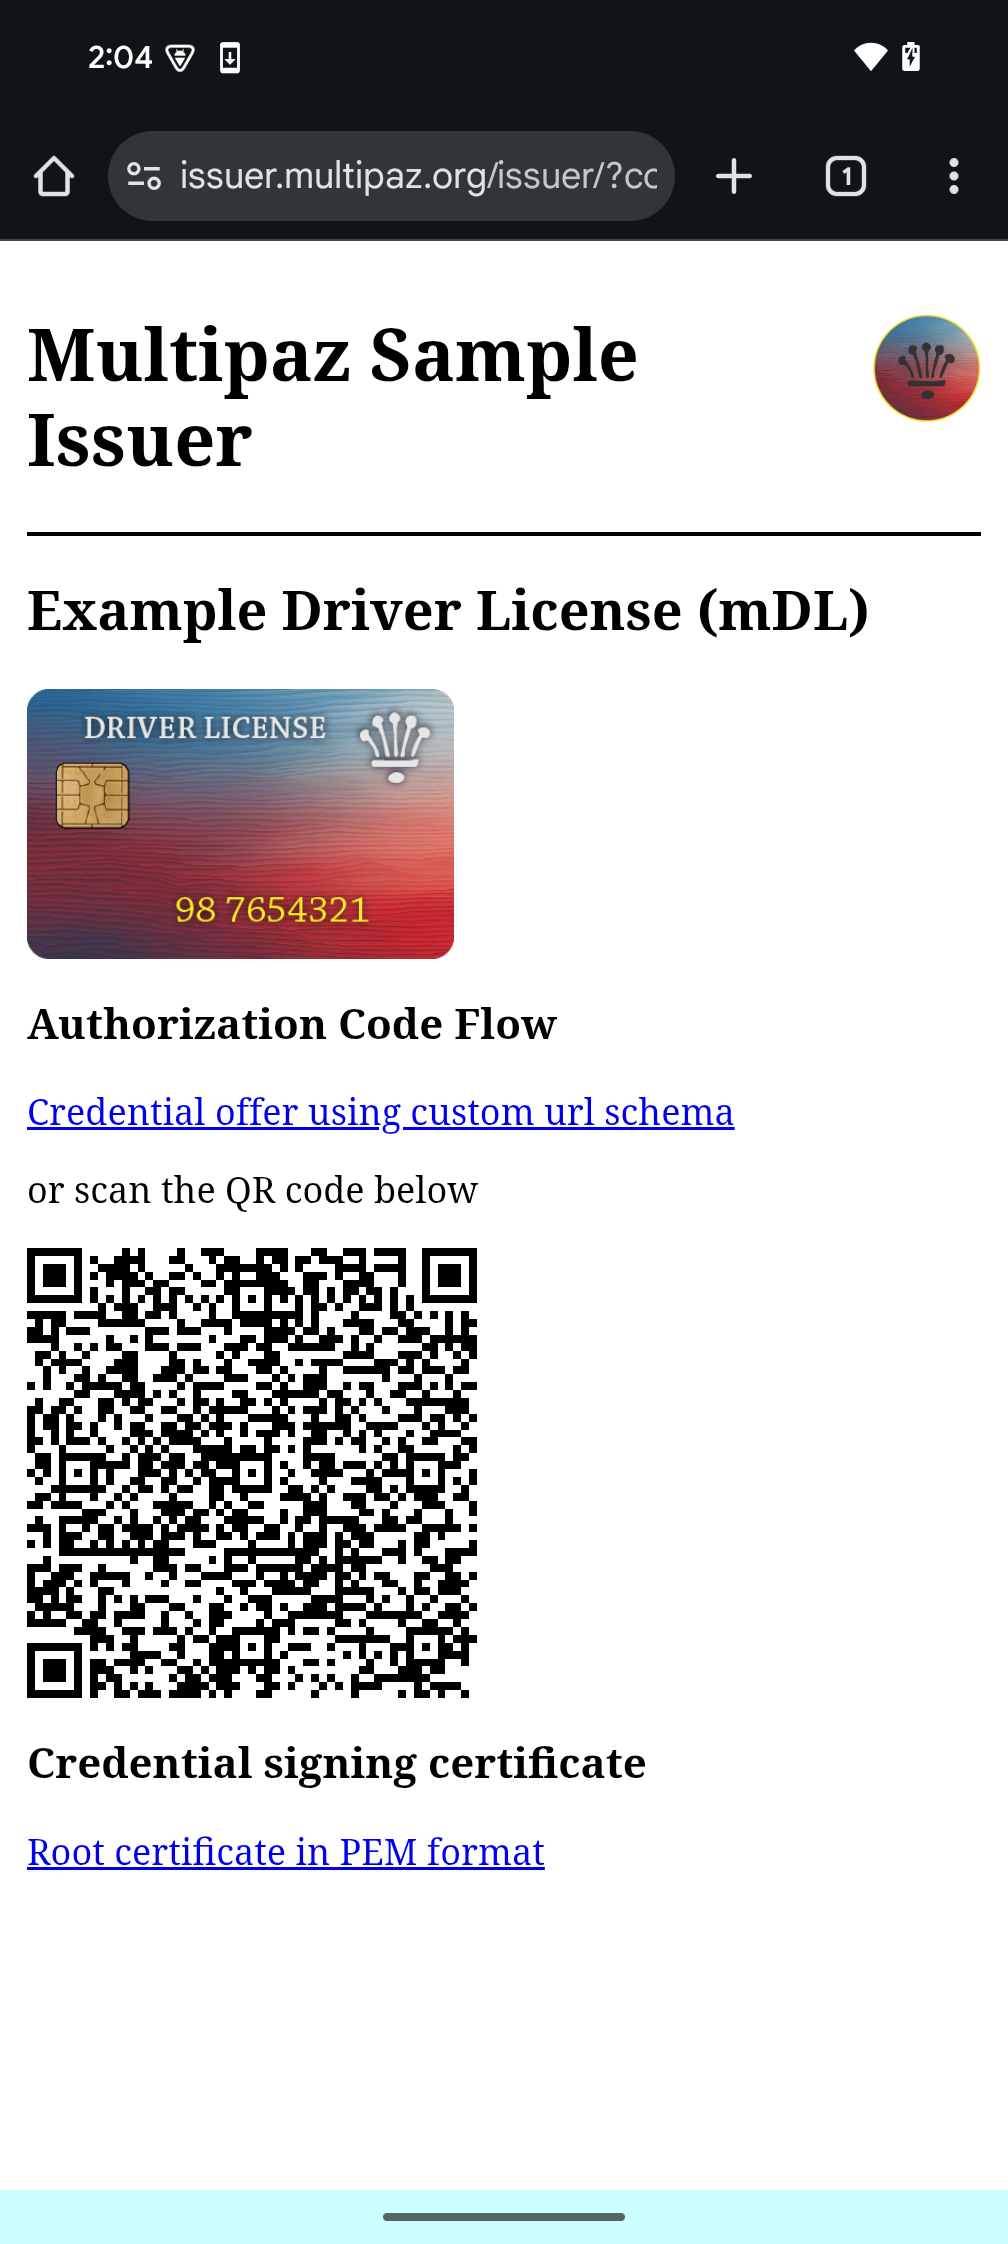 2:04
issuer.multipaz.org/issuer/?cc
1
Multipaz Sample
Issuer
Example Driver License (mDL)
DRIVER LICENSE
98 7654321
Authorization Code Flow
Credential offer using custom url schema
or scan the QR code below
Credential signing certificate
Root certificate in PEM format